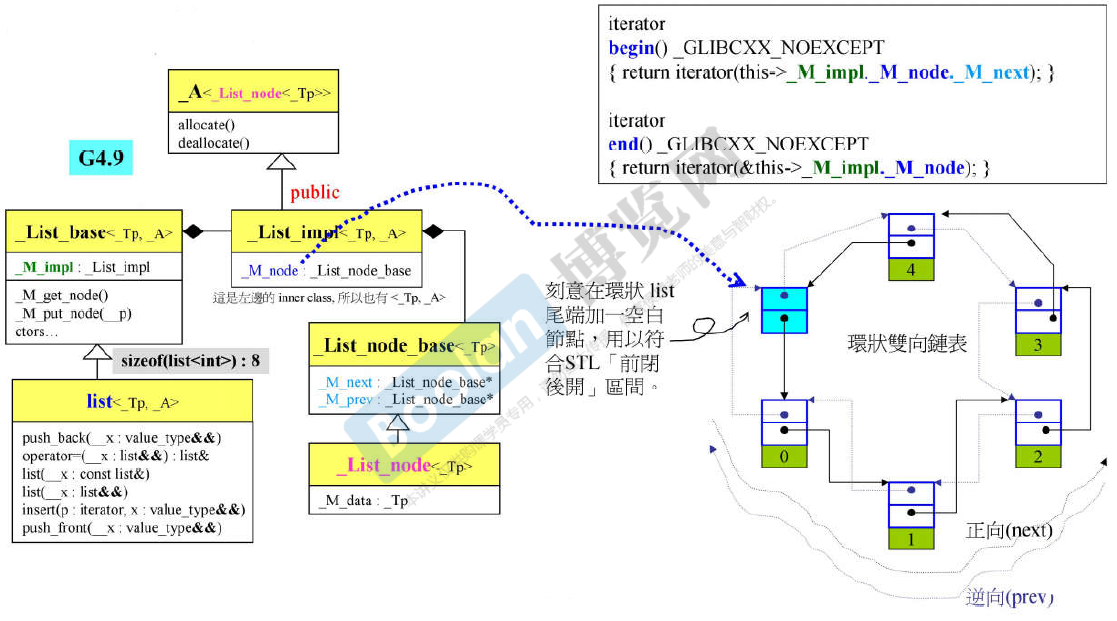 iterator
begin() _GLIBCXX_NOEXCEPT
{ return iterator(this->_M_impl._M_node._M_next); }
iterator
end() _GLIBCXX_NOEXCEPT
{ return iterator(&this->_M_impl._M_node); }
_A<_List_node<_Tp>>
allocate()
deallocate()
G4.9
public
_List_base<_Tp, _A>
_M_impl : _List_impl
_M_get_node()
_M_put_node(__p)
ctors…
_List_impl<_Tp, _A>
_M_node : _List_node_base
這是左邊的 inner class, 所以也有 <_Tp, _A>
sizeof(list<int>) : 8
list<_Tp, _A>
push_back(__x : value_type&&)
operator=(__x : list&&) : list&
list(__x : const list&)
list(__x : list&&)
insert(p : iterator, x : value_type&&)
push_front(__x : value_type&&)
_List_node_base<_Tp>
_M_next : _List_node_base*
_M_prev : _List_node_base*
_List_node<_Tp>
_M_data : _Tp
刻意在環狀 list
尾端加一空白
節點，用以符
合STL「前閉
後開」區間。
環狀雙向鏈表
4
3
2
1
0
正向(next)
逆向(prev)
Boolan
博览网